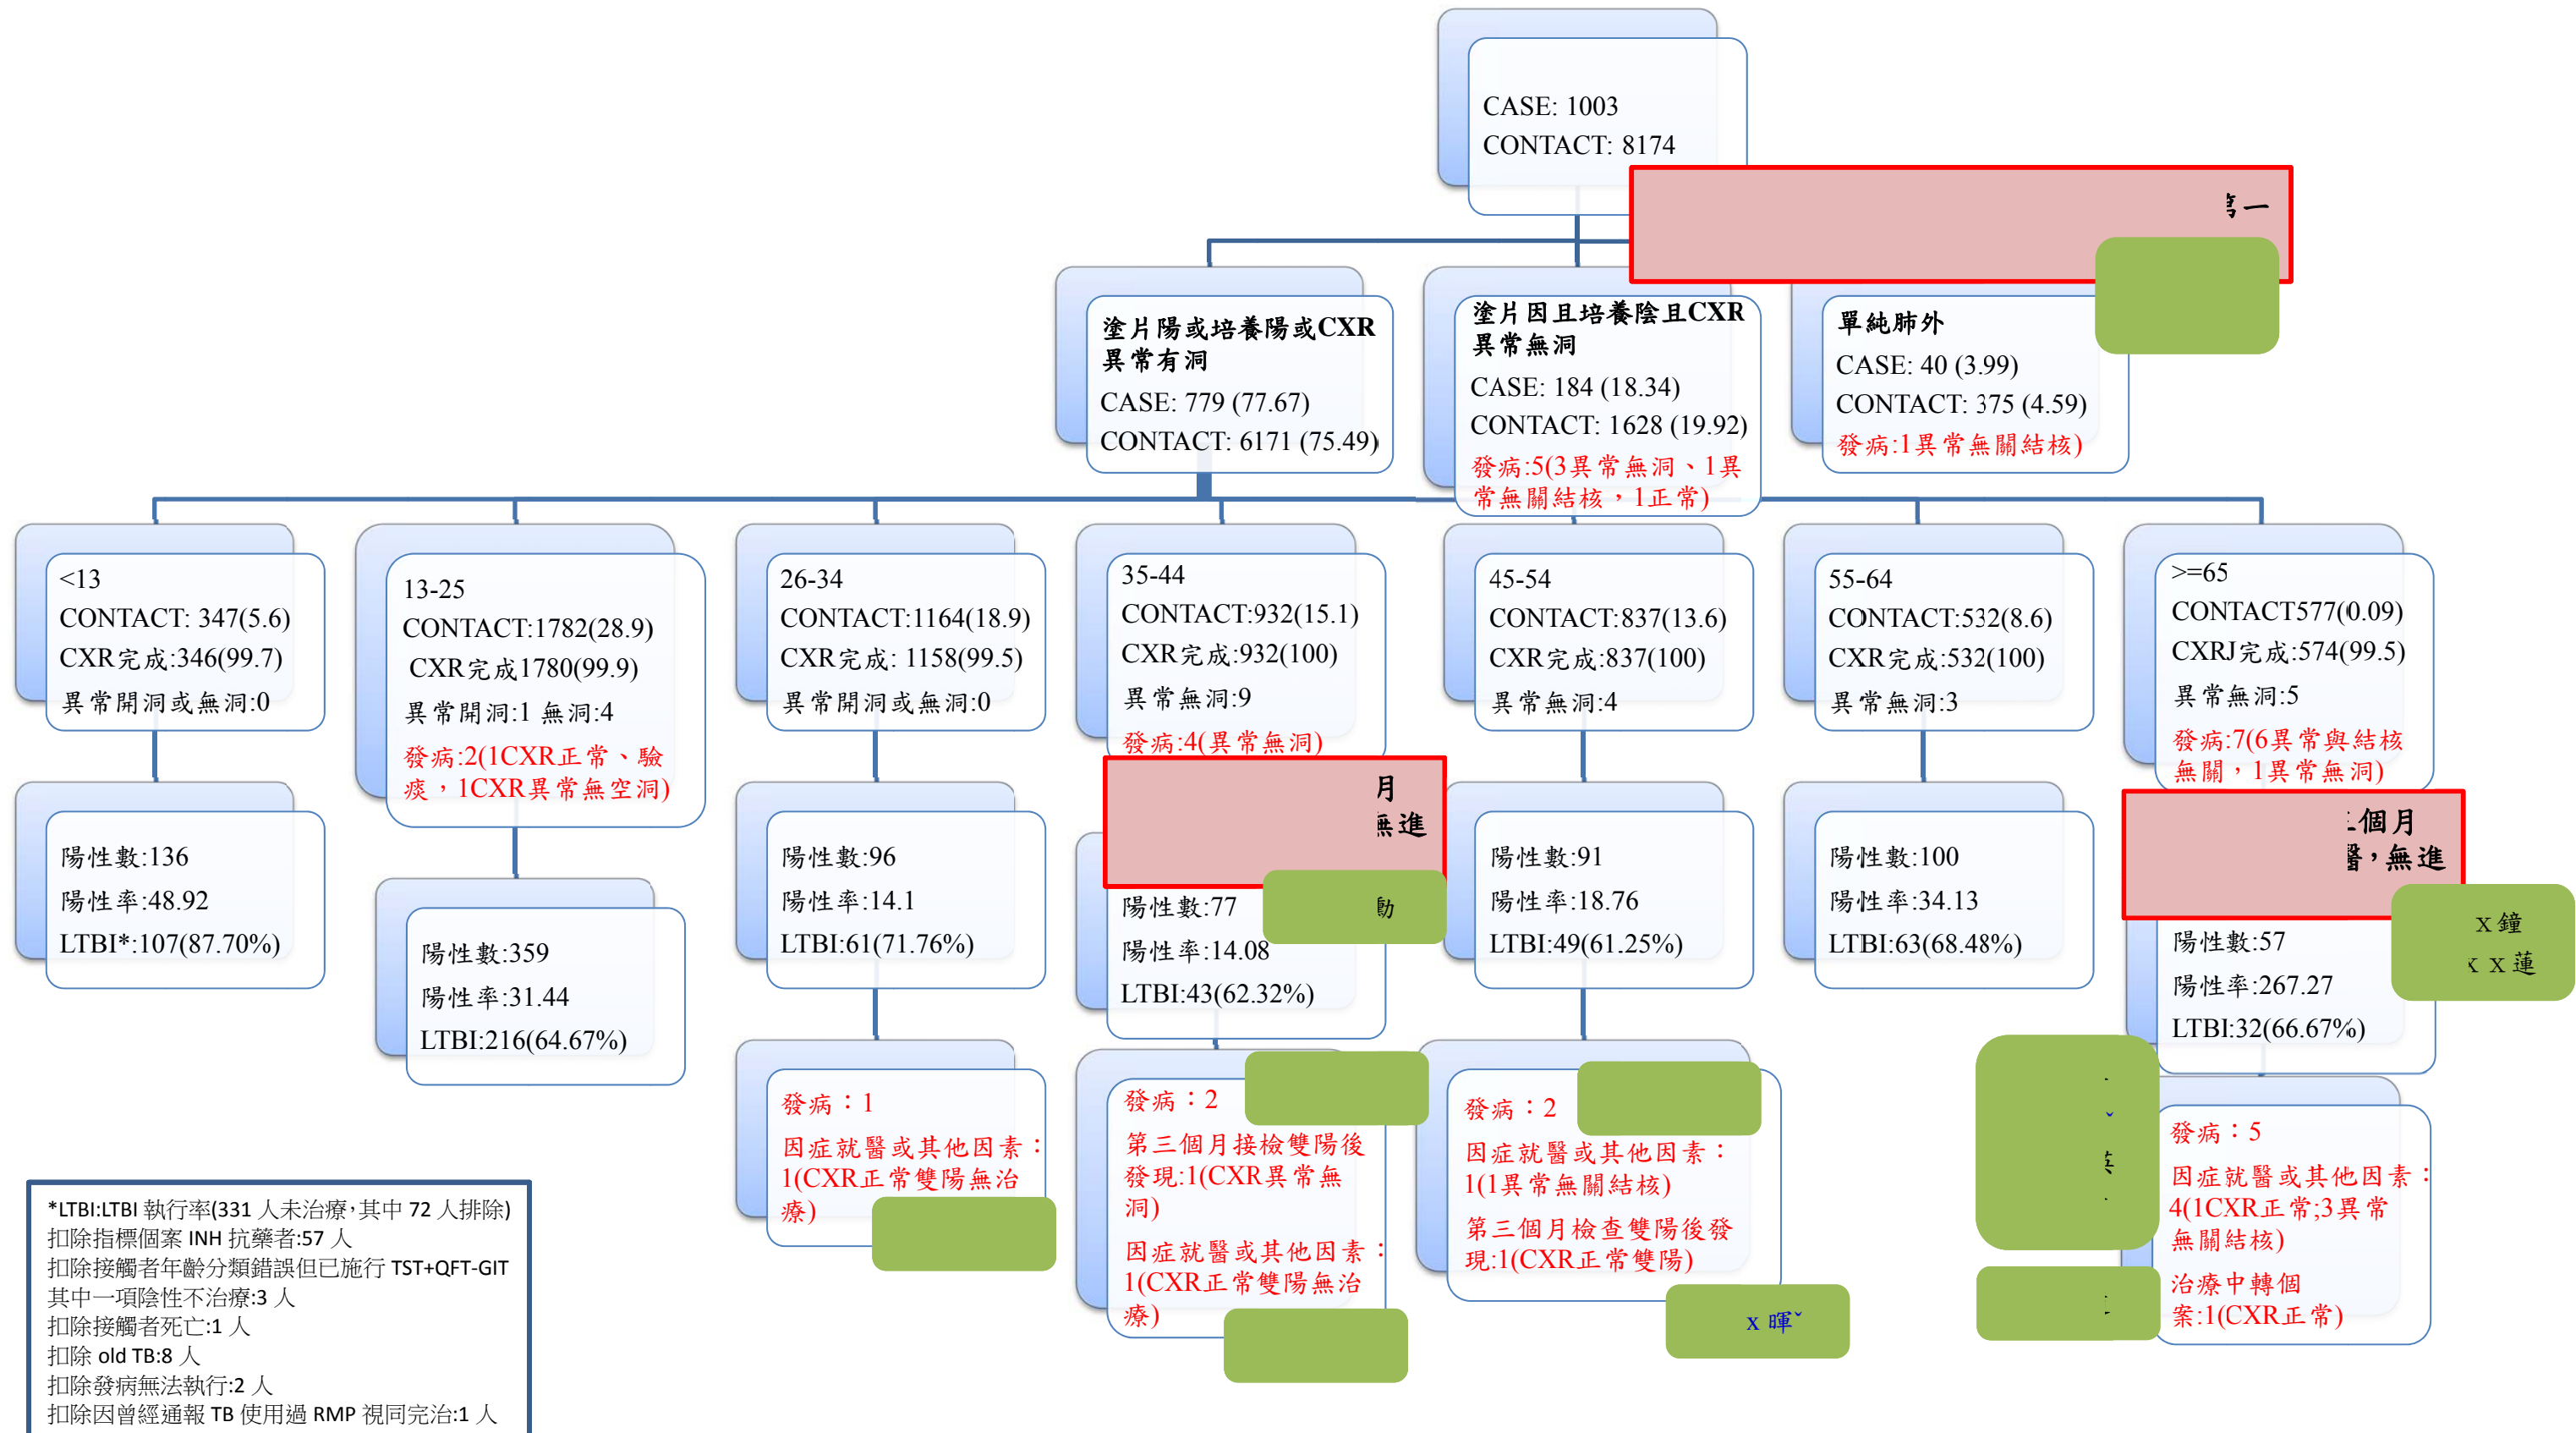 CASE: 1003
CONTACT: 8174
一
塗片陽或培養陽或CXR
異常有洞
CASE: 779 (77.67)
CONTACT: 6171 (75.49)
塗片因且培養陰且CXR
異常無洞
CASE: 184 (18.34)
CONTACT: 1628 (19.92)
發病:5(3異常無洞、1異
常無關結核，1正常)
單純肺外
CASE: 40 (3.99)
CONTACT: 375 (4.59)
發病:1異常無關結核)
<13
CONTACT: 347(5.6)
CXR完成:346(99.7)
異常開洞或無洞:0
13-25
CONTACT:1782(28.9)
CXR完成1780(99.9)
異常開洞:1 無洞:4
發病:2(1CXR正常、驗
痰，1CXR異常無空洞)
26-34
CONTACT:1164(18.9)
CXR完成: 1158(99.5)
異常開洞或無洞:0
35-44
CONTACT:932(15.1)
CXR完成:932(100)
異常無洞:9
發病:4(異常無洞)
45-54
CONTACT:837(13.6)
CXR完成:837(100)
異常無洞:4
55-64
CONTACT:532(8.6)
CXR完成:532(100)
異常無洞:3
>=65
CONTACT577(0.09)
CXRJ完成:574(99.5)
異常無洞:5
發病:7(6異常與結核
無關，1異常無洞)
月
無進
個月
醫，無進
陽性數:136
陽性率:48.92
LTBI*:107(87.70%)
陽性數:359
陽性率:31.44
LTBI:216(64.67%)
陽性數:96
陽性率:14.1
LTBI:61(71.76%)
陽性數:77
陽性率:14.08
LTBI:43(62.32%)
陽性數:91
陽性率:18.76
LTBI:49(61.25%)
陽性數:100
陽性率:34.13
LTBI:63(68.48%)
x 鐘
x x 蓮
陽性數:57
陽性率:267.27
LTBI:32(66.67%)
發病：1
因症就醫或其他因素：
1(CXR正常雙陽無治
療)
發病：2
第三個月接檢雙陽後
發現:1(CXR異常無
洞)
因症就醫或其他因素：
1(CXR正常雙陽無治
療)
發病：2
因症就醫或其他因素：
1(1異常無關結核)
第三個月檢查雙陽後發
現:1(CXR正常雙陽)
x 暉ˇ
發病：5
因症就醫或其他因素：
4(1CXR正常;3異常
無關結核)
治療中轉個
案:1(CXR正常)
*LTBI:LTBI 執行率(331 人未治療，其中 72 人排除)
扣除指標個案 INH 抗藥者:57 人
扣除接觸者年齡分類錯誤但已施行 TST+QFT-GIT
其中一項陰性不治療:3 人
扣除接觸者死亡:1 人
扣除 old TB:8 人
扣除發病無法執行:2 人
扣除因曾經通報 TB 使用過 RMP 視同完治:1 人